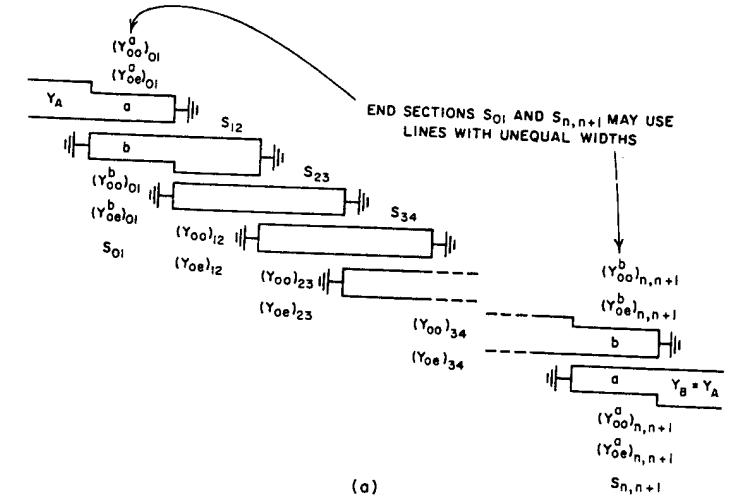 (Y^a_oo)_01
(Y^a_oe)_01
Y_A
a
END SECTIONS S_01 AND S_n,n+1 MAY USE
LINES WITH UNEQUAL WIDTHS
S_12
b
S_23
(Y^b_oo)_01
(Y^b_oe)_01
S_34
S_01
(Y_oo)_12
(Y_oe)_12
(Y_oo)_23
(Y_oe)_23
(Y^b_oo)_n,n+1
(Y^b_oe)_n,n+1
(Y_oo)_34
(Y_oe)_34
b
a
Y_B = Y_A
(Y^a_oo)_n,n+1
(Y^a_oe)_n,n+1
S_n,n+1
(a)